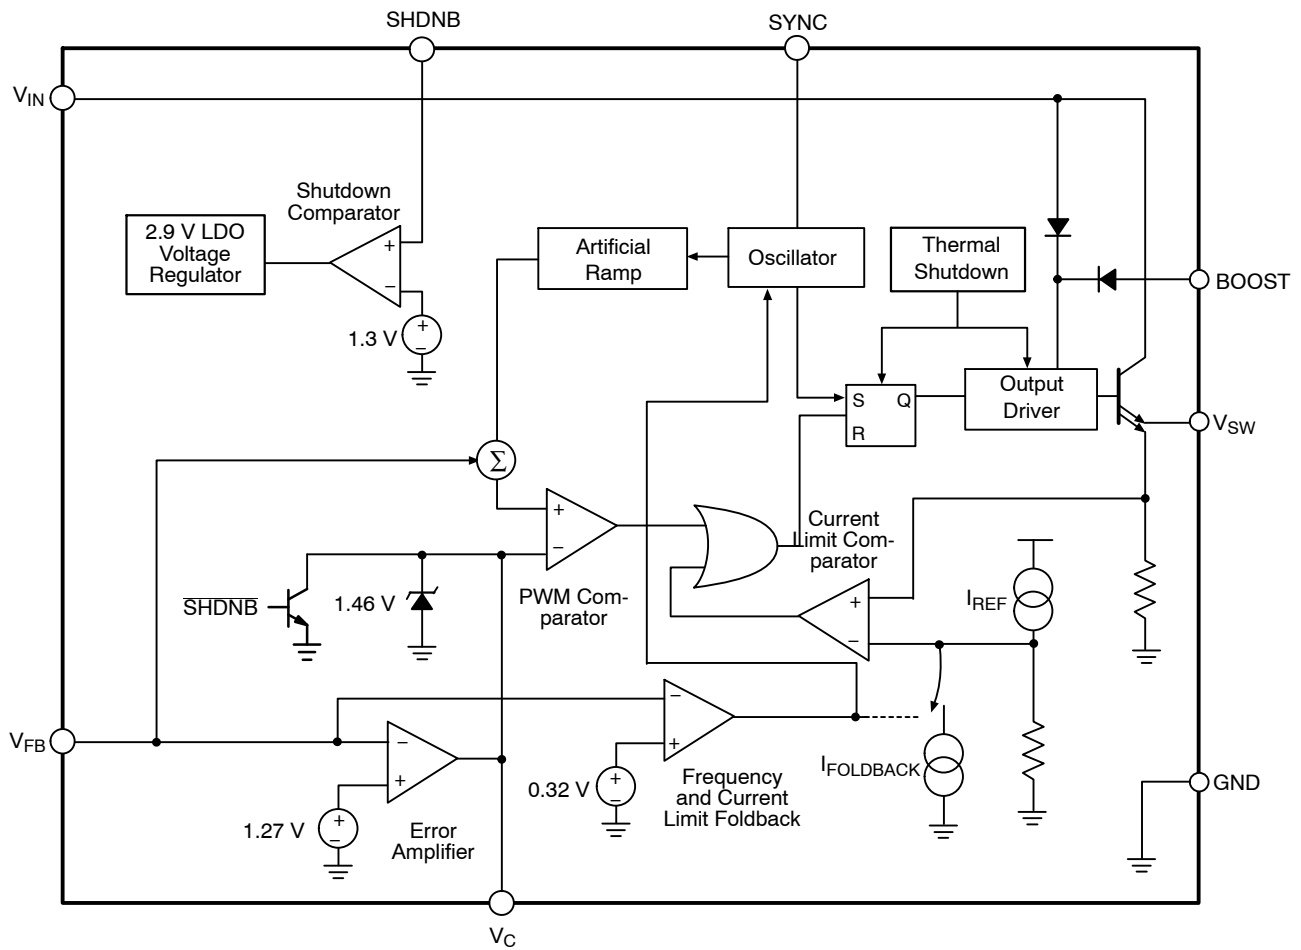 SHDNB
SYNC
VIN
Shutdown
Comparator
2.9 V LDO
Voltage
Regulator
+
−
1.3 V
+
−
Artificial
Ramp
Oscillator
Thermal
Shutdown
BOOST
S
Q
R
Output
Driver
VSW
Σ
+
−
PWM Com-
parator
Current
Limit Com-
parator
+
−
SHDNB
1.46 V
IREF
VFB
−
+
1.27 V
+
−
Error
Amplifier
−
+
0.32 V
+
−
Frequency
and Current
Limit Foldback
IFOLDBACK
GND
VC